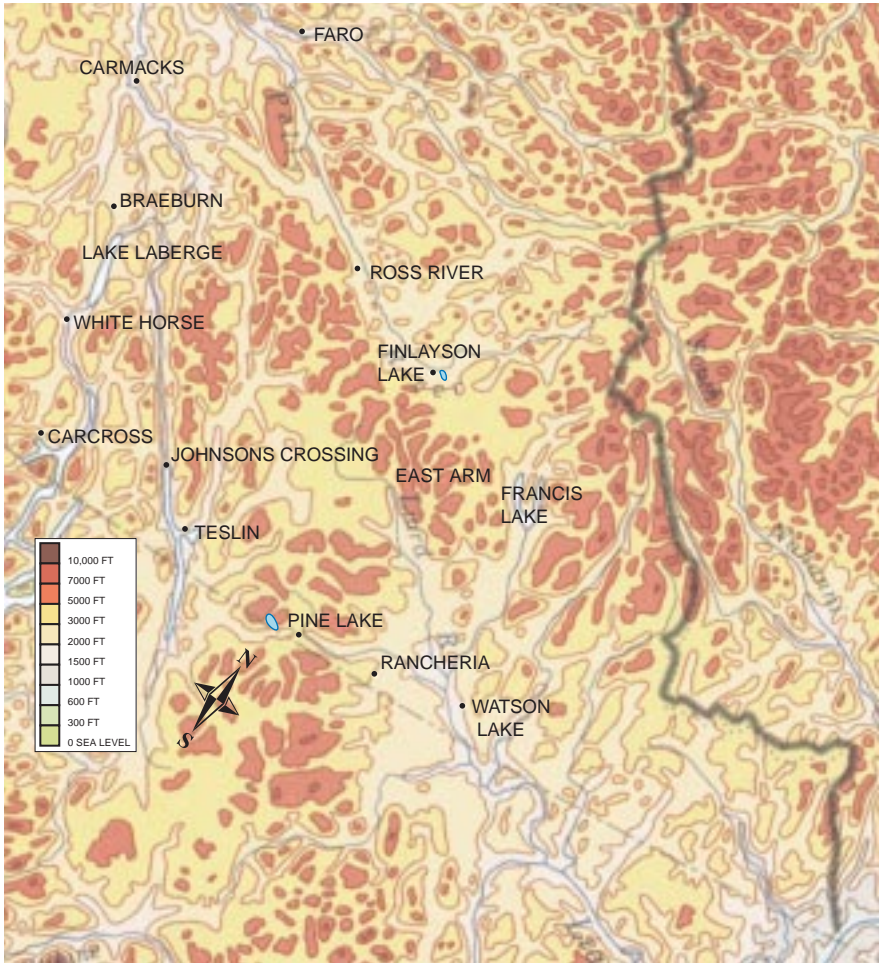 FARO
CARMACKS
BRAEBURN
LAKE LABERGE
ROSS RIVER
WHITE HORSE
FINLAYSON
LAKE
CARCROSS
JOHNSONS CROSSING
EAST ARM
FRANCIS
LAKE
TESLIN
10,000 FT
7000 FT
5000 FT
3000 FT
2000 FT
1500 FT
1000 FT
600 FT
300 FT
0 SEA LEVEL
PINE LAKE
RANCHERIA
N
S
WATSON
LAKE